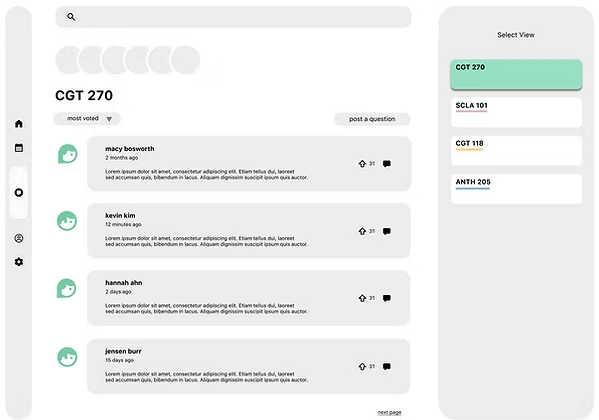 Select View
CGT 270
SCLA 101
CGT 118
ANTH 205
CGT 270
most voted
post a question
macy bosworth
2 months ago
Lorem ipsum dolor sit amet, consectetur adipiscing elit. Etiam tellus dui, laoreet
sed accumsan quis, bibendum in lacus. Aliquam dignissim suscipit ipsum quis auctor.
31
kevin kim
12 minutes ago
Lorem ipsum dolor sit amet, consectetur adipiscing elit. Etiam tellus dui, laoreet
sed accumsan quis, bibendum in lacus. Aliquam dignissim suscipit ipsum quis auctor.
31
hannah ahn
2 days ago
Lorem ipsum dolor sit amet, consectetur adipiscing elit. Etiam tellus dui, laoreet
sed accumsan quis, bibendum in lacus. Aliquam dignissim suscipit ipsum quis auctor.
31
jensen burr
15 days ago
Lorem ipsum dolor sit amet, consectetur adipiscing elit. Etiam tellus dui, laoreet
sed accumsan quis, bibendum in lacus. Aliquam dignissim suscipit ipsum quis auctor.
31
next page